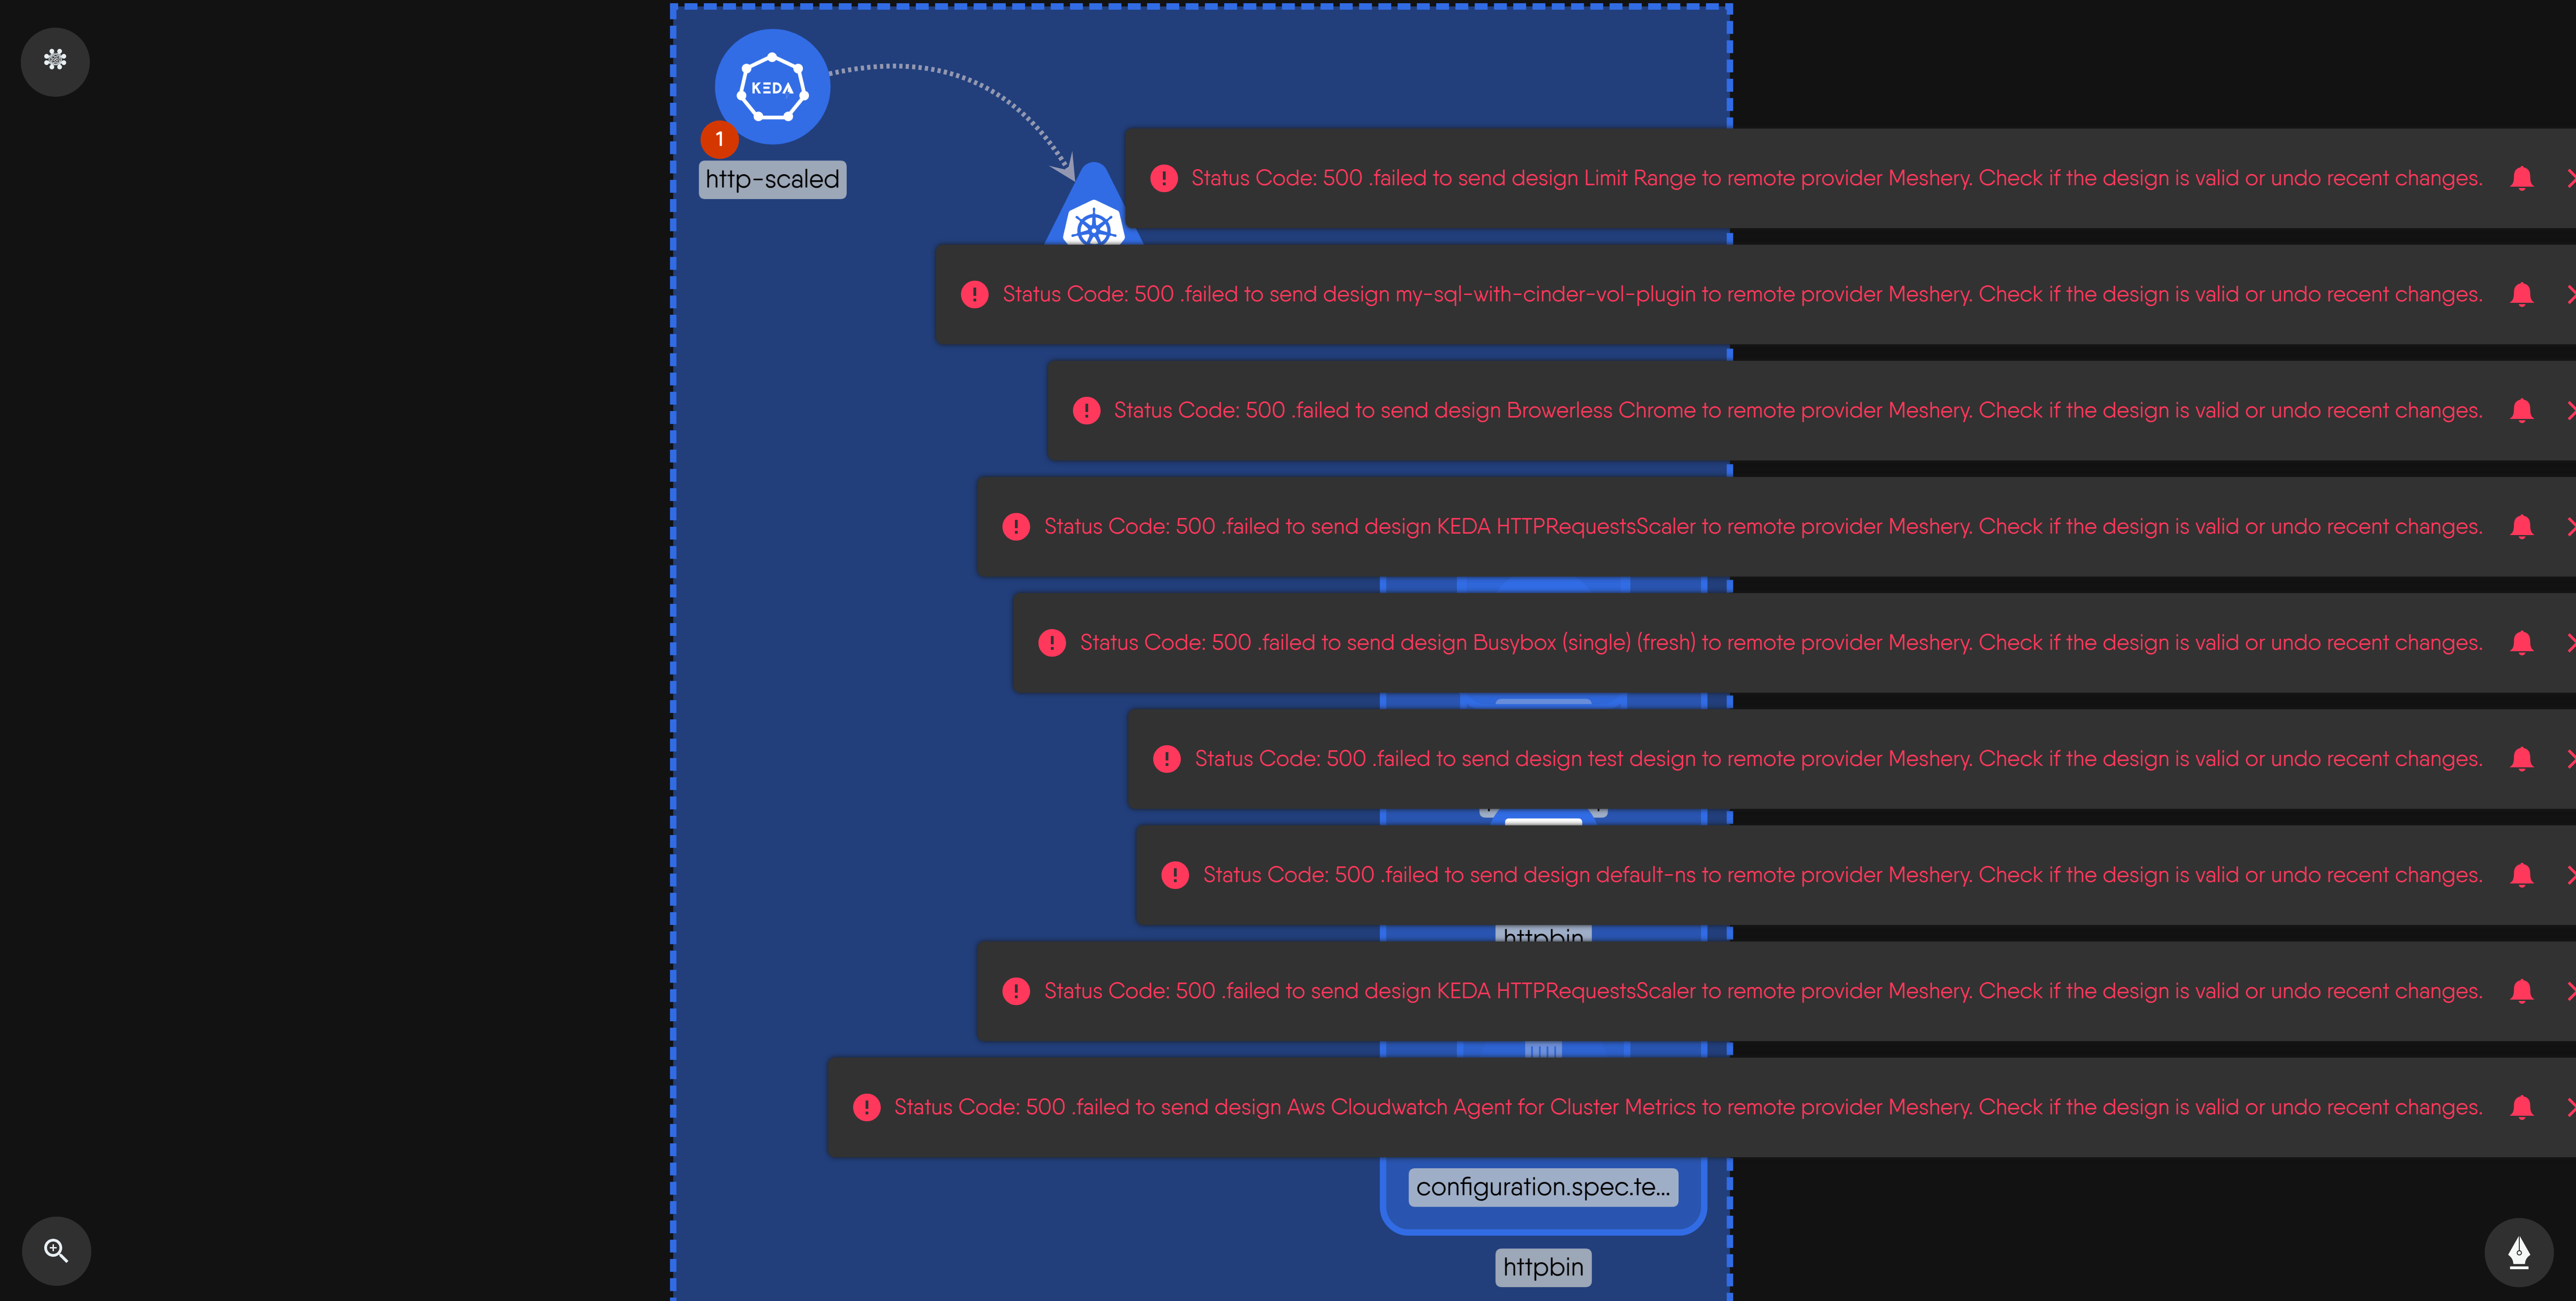 KEDA
1
http-scaled
Status Code: 500 .failed to send design Limit Range to remote provider Meshery. Check if the design is valid or undo recent changes.
Status Code: 500 .failed to send design my-sql-with-cinder-vol-plugin to remote provider Meshery. Check if the design is valid or undo recent changes.
Status Code: 500 .failed to send design Browerless Chrome to remote provider Meshery. Check if the design is valid or undo recent changes.
Status Code: 500 .failed to send design KEDA HTTPRequestsScaler to remote provider Meshery. Check if the design is valid or undo recent changes.
Status Code: 500 .failed to send design Busybox (single) (fresh) to remote provider Meshery. Check if the design is valid or undo recent changes.
Status Code: 500 .failed to send design test design to remote provider Meshery. Check if the design is valid or undo recent changes.
Status Code: 500 .failed to send design default-ns to remote provider Meshery. Check if the design is valid or undo recent changes.
httpbin
Status Code: 500 .failed to send design KEDA HTTPRequestsScaler to remote provider Meshery. Check if the design is valid or undo recent changes.
Status Code: 500 .failed to send design Aws Cloudwatch Agent for Cluster Metrics to remote provider Meshery. Check if the design is valid or undo recent changes.
configuration.spec.te...
httpbin